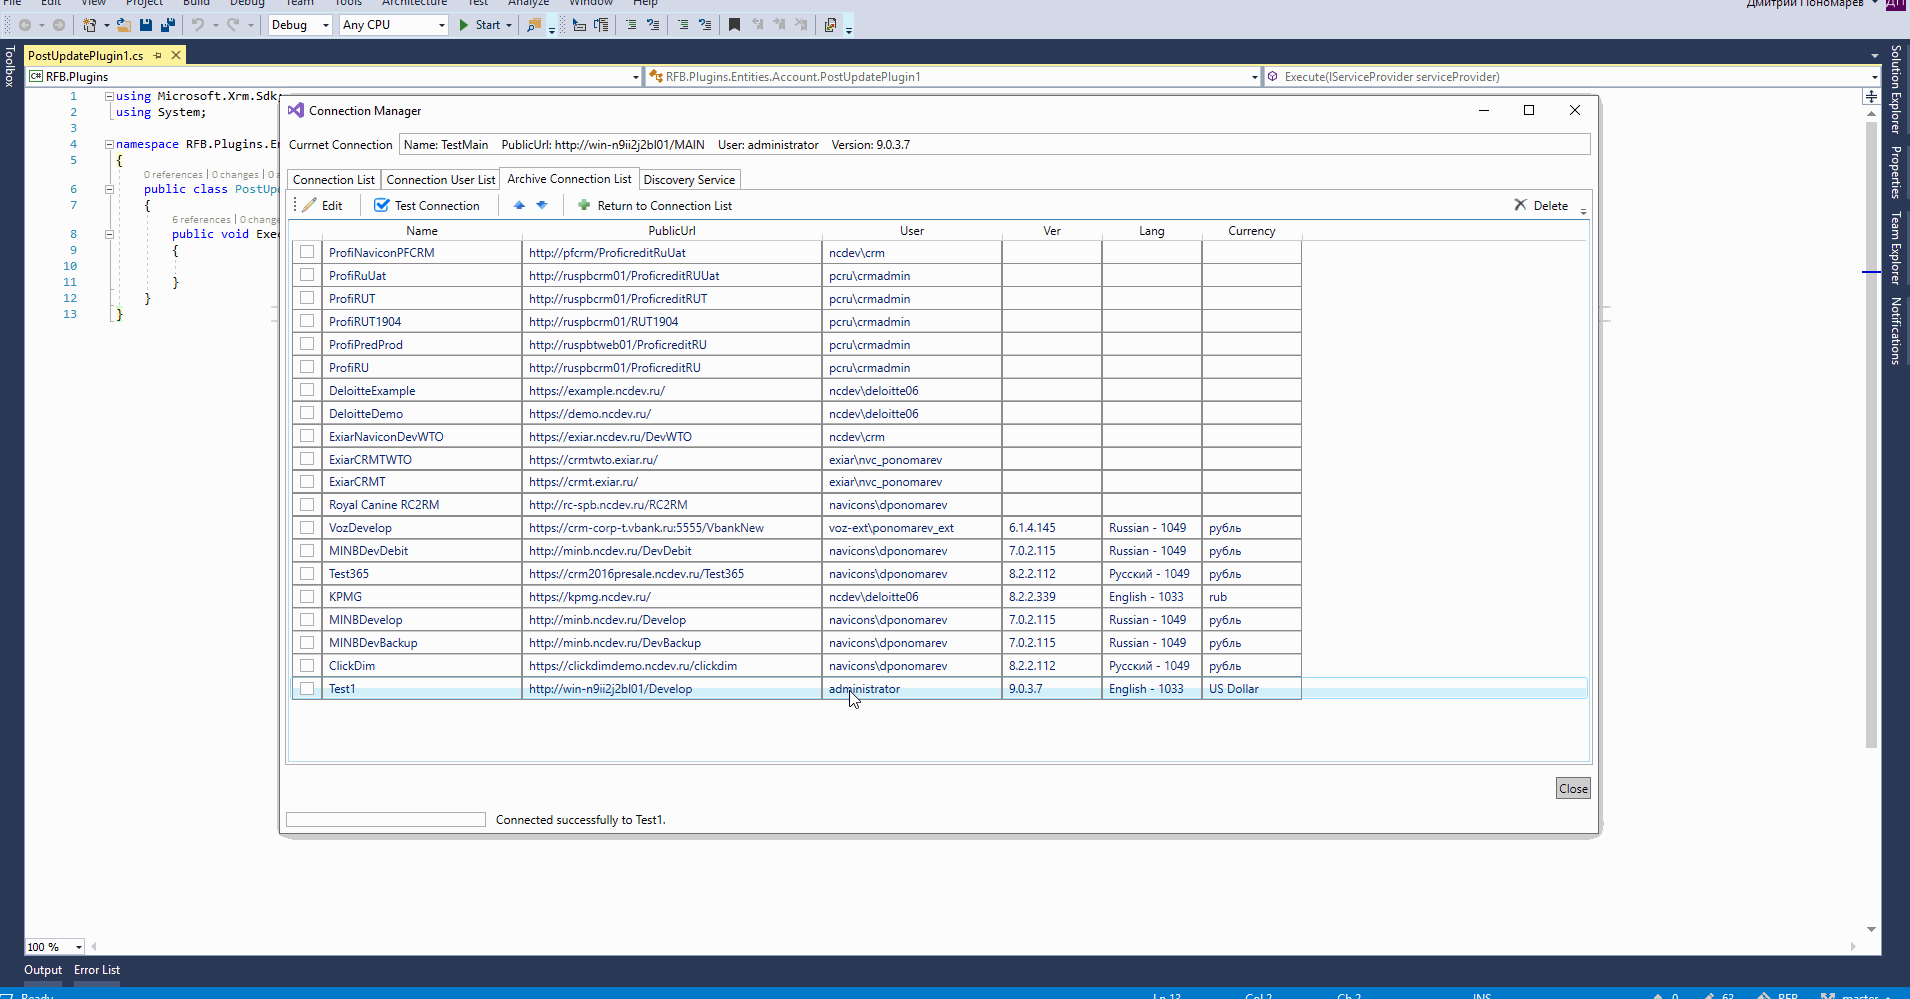 File Edit View Project Build Debug Team Tools Architecture Test Analyze Window Help Дмитрий Пономарев ДП
Debug Any CPU Start
Toolbox
PostUpdatePlugin1.cs
C# RFB.Plugins RFB.Plugins.Entities.Account.PostUpdatePlugin1 Execute(IServiceProvider serviceProvider)
1 using Microsoft.Xrm.Sdk;
2 using System;
3
4 namespace RFB.Plugins.En
5 {
0 references | 0 changes | 0 a
6 public class PostUpd
7 {
6 references | 0 change
8 public void Exec
9 {
10
11 }
12 }
13 }
Connection Manager
Currnet Connection Name: TestMain PublicUrl: http://win-n9ii2j2bl01/MAIN User: administrator Version: 9.0.3.7
Connection List Connection User List Archive Connection List Discovery Service
Edit Test Connection Return to Connection List Delete
Name PublicUrl User Ver Lang Currency
ProfiNaviconPFCRM http://pfcrm/ProficreditRuUat ncdev\crm
ProfiRuUat http://ruspbcrm01/ProficreditRUUat pcru\crmadmin
ProfiRUT http://ruspbcrm01/ProficreditRUT pcru\crmadmin
ProfiRUT1904 http://ruspbcrm01/RUT1904 pcru\crmadmin
ProfiPredProd http://ruspbtweb01/ProficreditRU pcru\crmadmin
ProfiRU http://ruspbcrm01/ProficreditRU pcru\crmadmin
DeloitteExample https://example.ncdev.ru/ ncdev\deloitte06
DeloitteDemo https://demo.ncdev.ru/ ncdev\deloitte06
ExiarNaviconDevWTO https://exiar.ncdev.ru/DevWTO ncdev\crm
ExiarCRMTWTO https://crmtwto.exiar.ru/ exiar\nvc_ponomarev
ExiarCRMT https://crmt.exiar.ru/ exiar\nvc_ponomarev
Royal Canine RC2RM http://rc-spb.ncdev.ru/RC2RM navicons\dponomarev
VozDevelop https://crm-corp-t.vbank.ru:5555/VbankNew voz-ext\ponomarev_ext 6.1.4.145 Russian - 1049 рубль
MINBDevDebit http://minb.ncdev.ru/DevDebit navicons\dponomarev 7.0.2.115 Russian - 1049 рубль
Test365 https://crm2016presale.ncdev.ru/Test365 navicons\dponomarev 8.2.2.112 Русский - 1049 рубль
KPMG https://kpmg.ncdev.ru/ ncdev\deloitte06 8.2.2.339 English - 1033 rub
MINBDevelop http://minb.ncdev.ru/Develop navicons\dponomarev 7.0.2.115 Russian - 1049 рубль
MINBDevBackup http://minb.ncdev.ru/DevBackup navicons\dponomarev 7.0.2.115 Russian - 1049 рубль
ClickDim https://clickdimdemo.ncdev.ru/clickdim navicons\dponomarev 8.2.2.112 Русский - 1049 рубль
Test1 http://win-n9ii2j2bl01/Develop administrator 9.0.3.7 English - 1033 US Dollar
Close
Connected successfully to Test1.
Solution Explorer
Properties
Team Explorer
Notifications
100 %
Output Error List
Ready Ln 13 Col 2 Ch 2 INS 0 63 RFB master